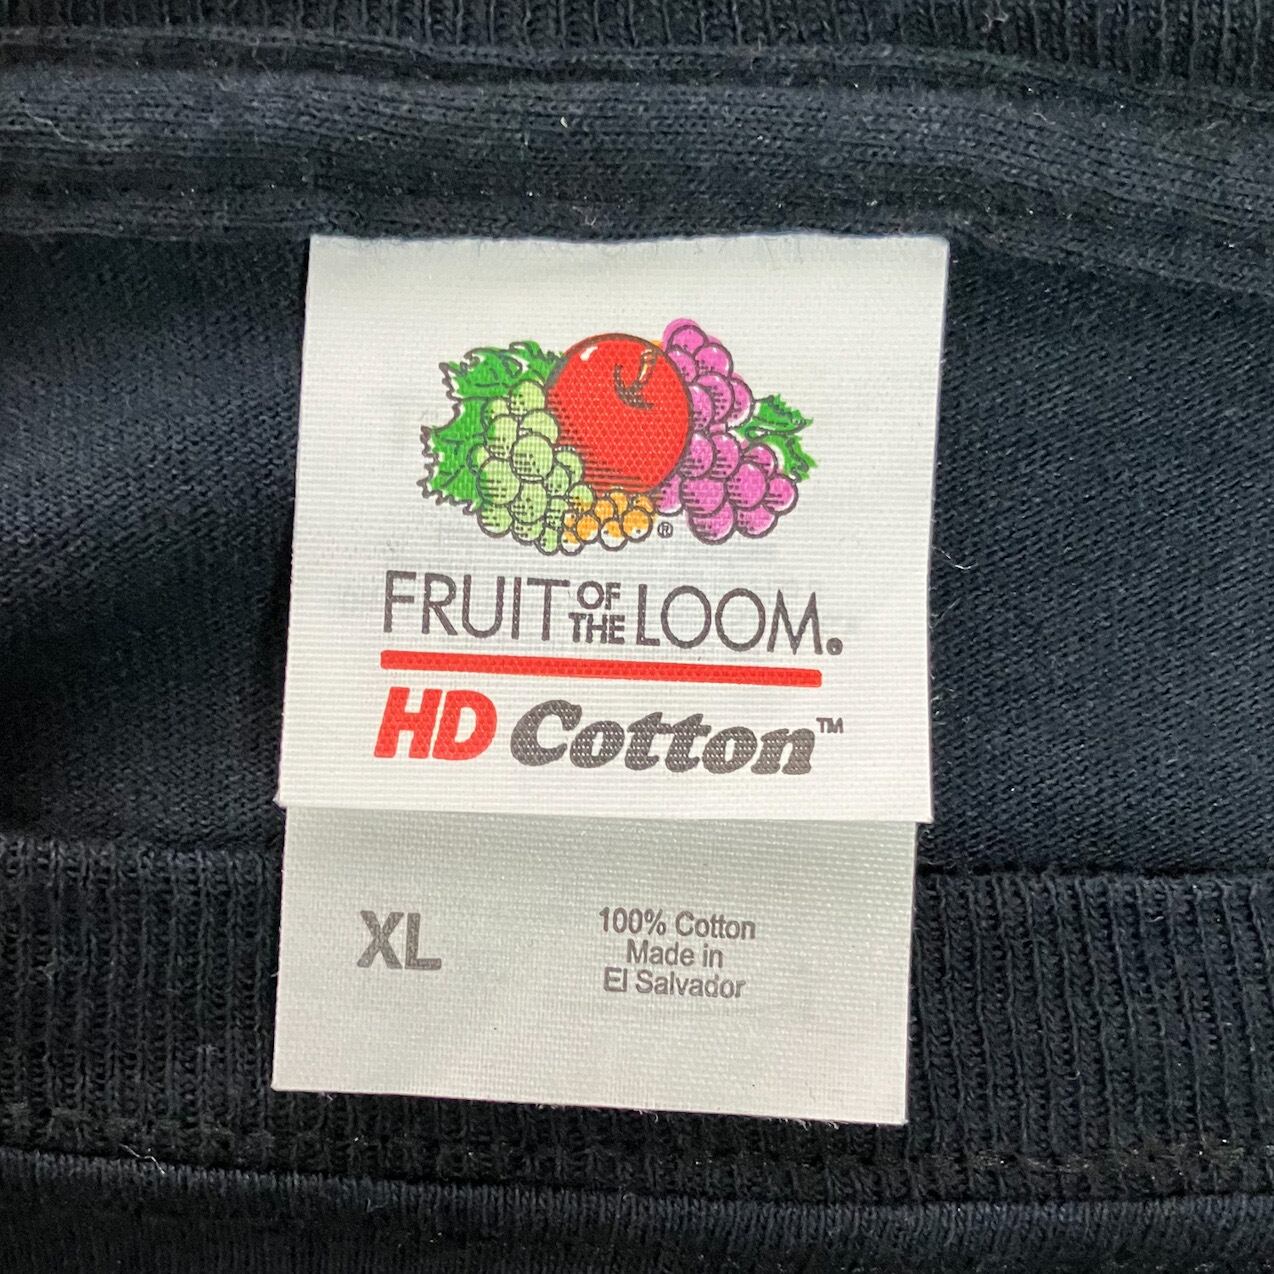 ®
FRUIT OF THE LOOM®
HD Cotton™
XL
100% Cotton
Made in
El Salvador